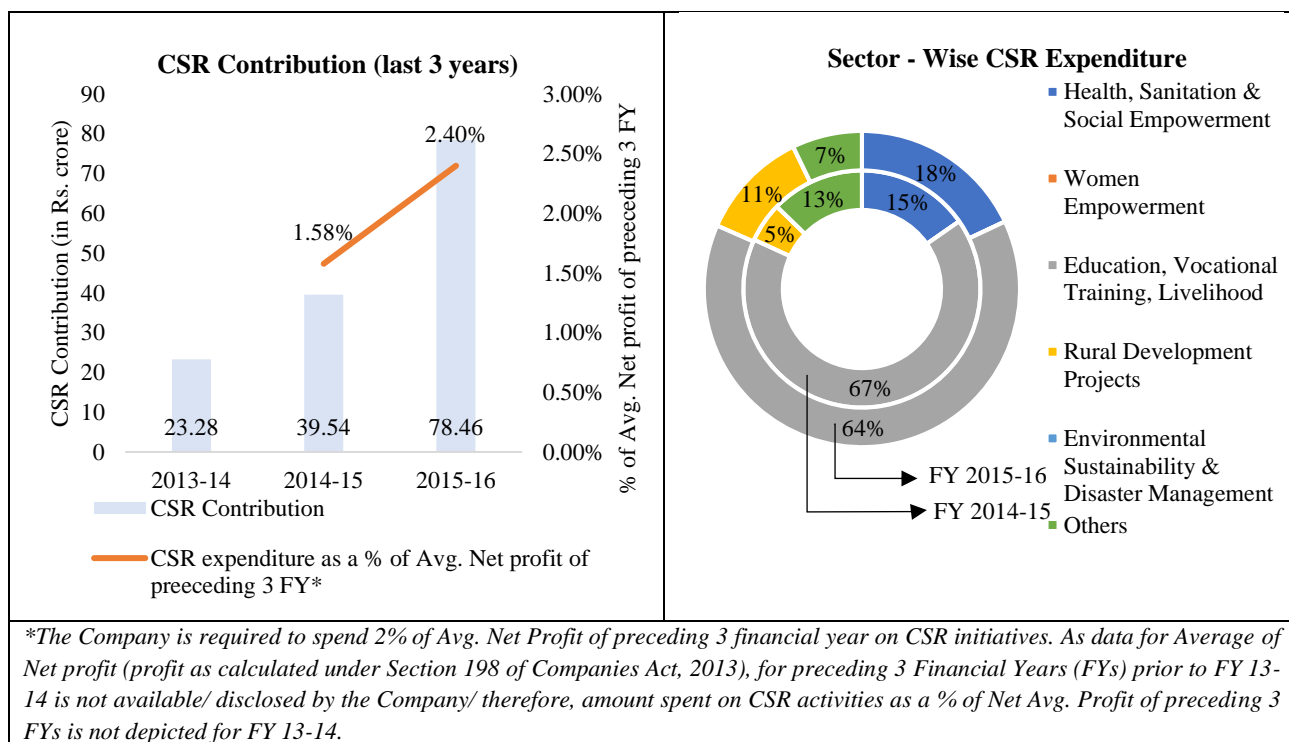 CSR Contribution (last 3 years)
CSR Contribution (in Rs. crore)
90
80
70
60
50
40
30
20
10
0
3.00%
2.50%
2.00%
1.50%
1.00%
0.50%
0.00%
% of Avg. Net profit of preceding 3 FY
2.40%
1.58%
23.28
39.54
78.46
2013-14
2014-15
2015-16
CSR Contribution
CSR expenditure as a % of Avg. Net profit of
preeceding 3 FY*
Sector - Wise CSR Expenditure
7%
18%
11%
13%
15%
5%
67%
64%
FY 2015-16
FY 2014-15
Health, Sanitation &
Social Empowerment
Women
Empowerment
Education, Vocational
Training, Livelihood
Rural Development
Projects
Environmental
Sustainability &
Disaster Management
Others
*The Company is required to spend 2% of Avg. Net Profit of preceding 3 financial year on CSR initiatives. As data for Average of
Net profit (profit as calculated under Section 198 of Companies Act, 2013), for preceding 3 Financial Years (FYs) prior to FY 13-
14 is not available/ disclosed by the Company/ therefore, amount spent on CSR activities as a % of Net Avg. Profit of preceding 3
FYs is not depicted for FY 13-14.